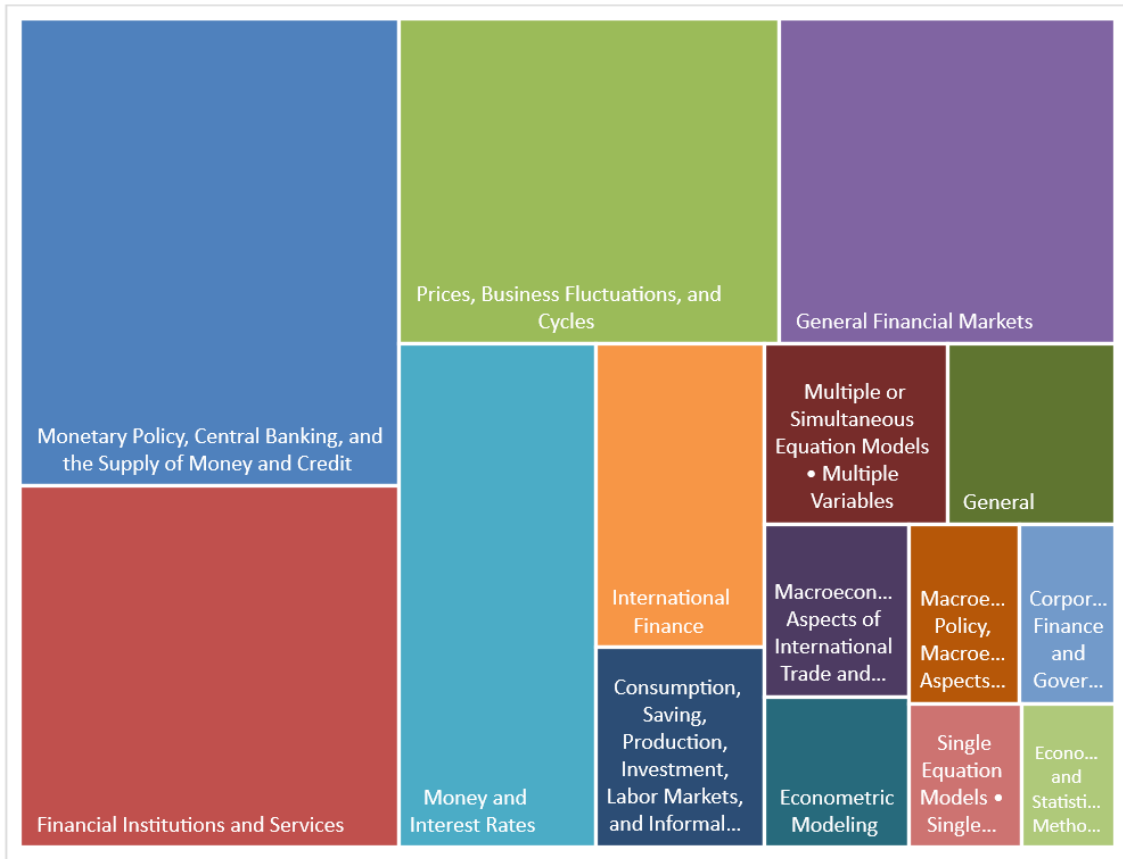 Monetary Policy, Central Banking, and
the Supply of Money and Credit
Financial Institutions and Services
Prices, Business Fluctuations, and
Cycles
General Financial Markets
Money and
Interest Rates
International
Finance
Consumption,
Saving,
Production,
Investment,
Labor Markets,
and Informal...
Multiple or
Simultaneous
Equation Models
• Multiple
Variables
General
Macroecon...
Aspects of
International
Trade and...
Macroe...
Policy,
Macroe...
Aspects...
Corpor...
Finance
and
Gover...
Econometric
Modeling
Single
Equation
Models •
Single...
Econo...
and
Statisti...
Metho...